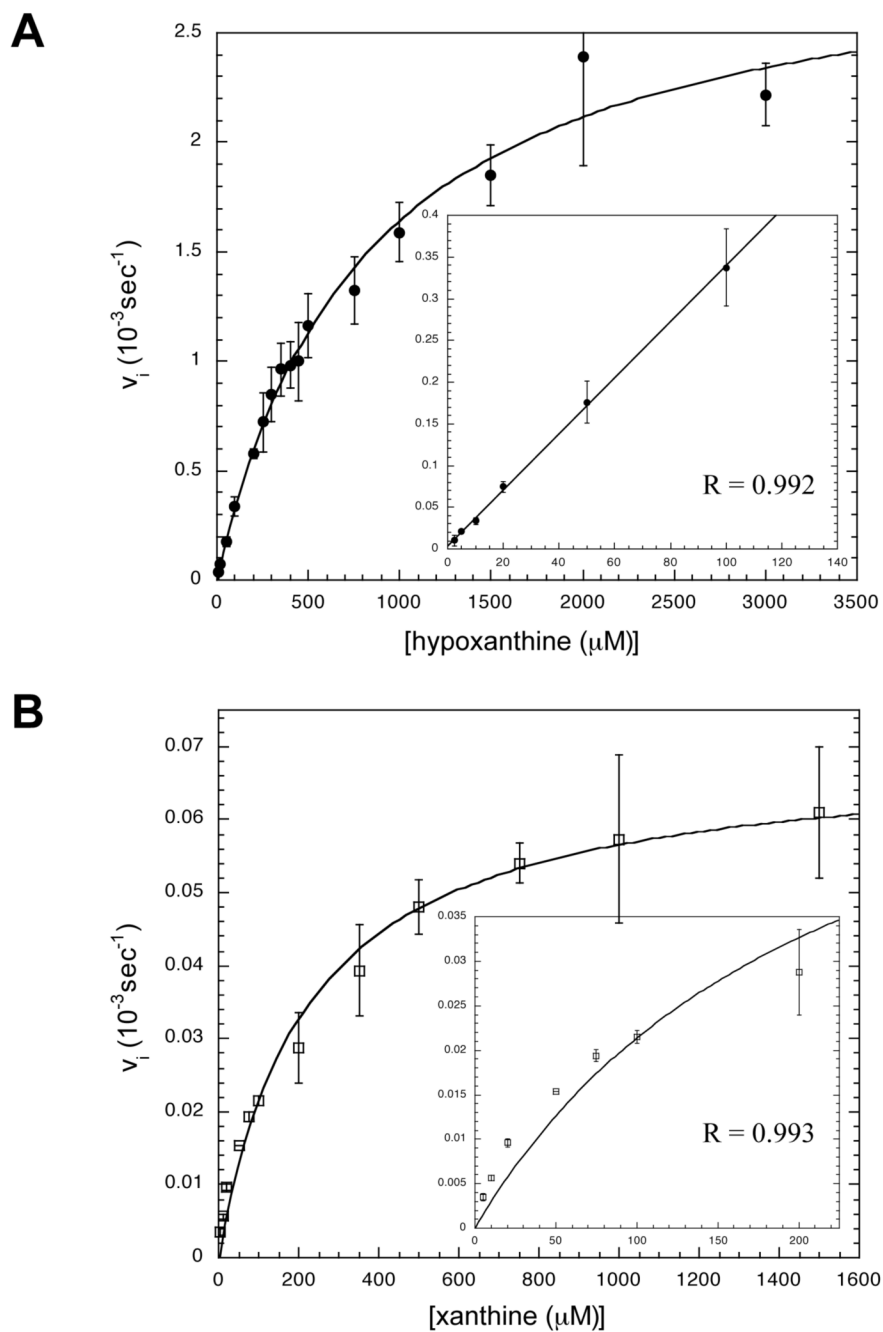 A
2.5
2
1.5
1
0.5
0
v_i (10^-3 sec^-1)
0.4
0.35
0.3
0.25
0.2
0.15
0.1
0.05
0
R = 0.992
0 20 40 60 80 100 120 140
0 500 1000 1500 2000 2500 3000 3500
[hypoxanthine (μM)]
B
0.07
0.06
0.05
0.04
0.03
0.02
0.01
0
v_i (10^-3 sec^-1)
0.035
0.03
0.025
0.02
0.015
0.01
0.005
0
R = 0.993
0 50 100 150 200
0 200 400 600 800 1000 1200 1400 1600
[xanthine (μM)]